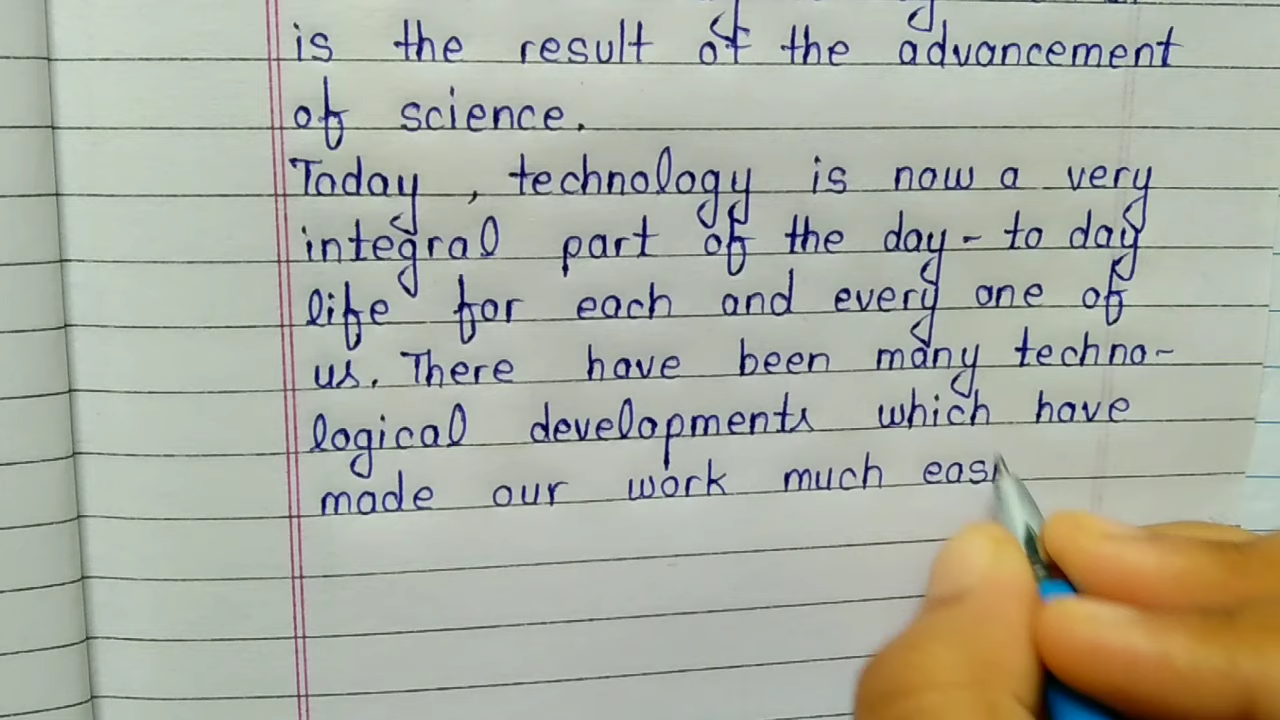 is the result of the advancement
of science.
Today, technology is now a very
integral part of the day-to day
life for each and every one of
us. There have been many techno-
logical developments which have
made our work much easi